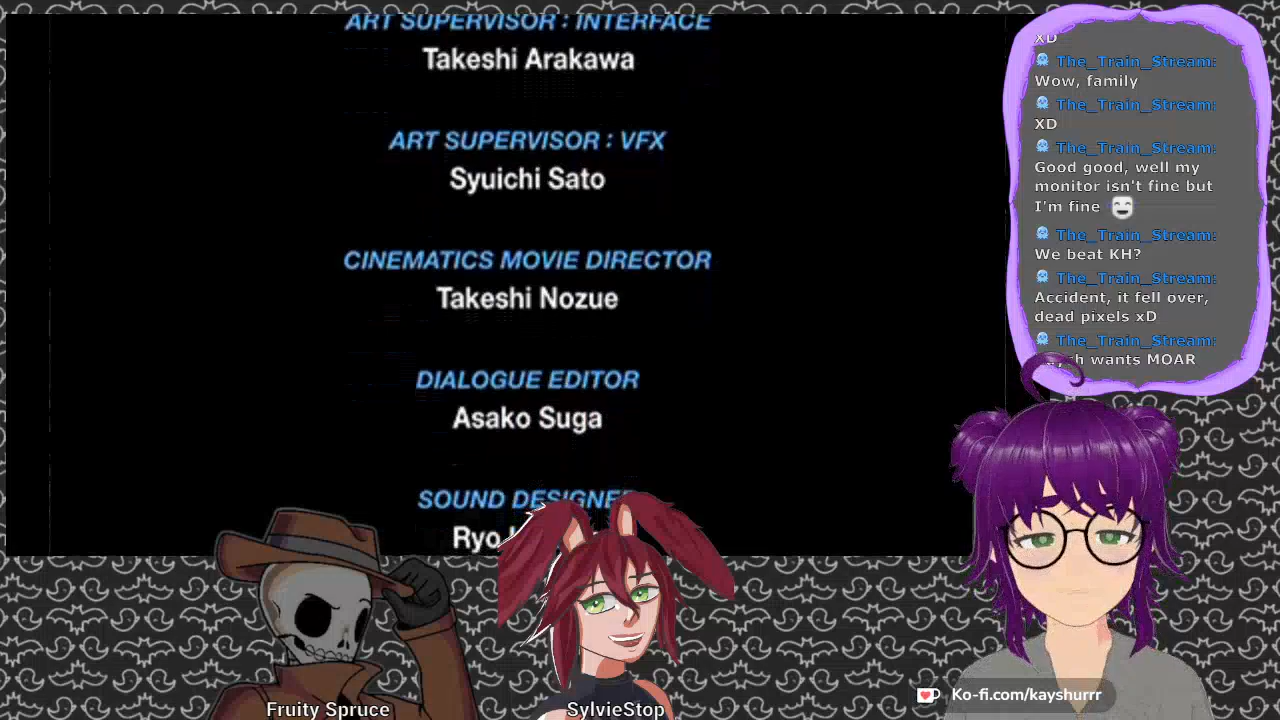 ART SUPERVISOR : INTERFACE
Takeshi Arakawa
ART SUPERVISOR : VFX
Syuichi Sato
CINEMATICS MOVIE DIRECTOR
Takeshi Nozue
DIALOGUE EDITOR
Asako Suga
SOUND DESIGNER
Ryo
XD
The_Train_Stream:
Wow, family
The_Train_Stream:
XD
The_Train_Stream:
Good good, well my
monitor isn't fine but
I'm fine
The_Train_Stream:
We beat KH?
The_Train_Stream:
Accident, it fell over,
dead pixels xD
The_Train_Stream:
wants MOAR
Fruity Spruce
SylvieStop
Ko-fi.com/kayshurrr